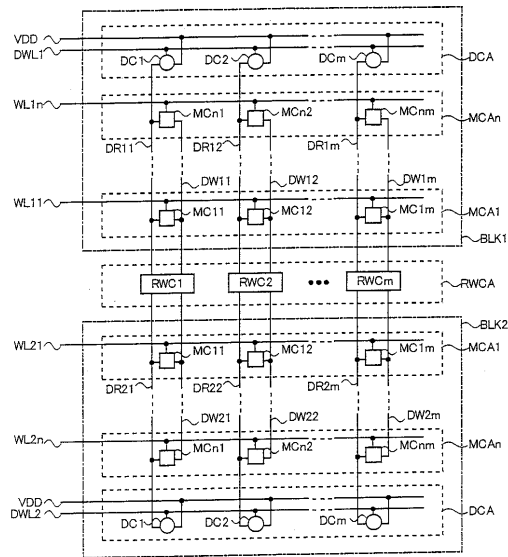 VDD
DWL1
DC1 DC2 DCm DCA
WL1n
MCn1 MCn2 MCnm MCAn
DR11 DR12 DR1m
DW11 DW12 DW1m
WL11
MC11 MC12 MC1m MCA1
BLK1
RWC1 RWC2 ••• RWCm RWCA
BLK2
WL21
MC11 MC12 MC1m MCA1
DR21 DR22 DR2m
DW21 DW22 DW2m
WL2n
MCn1 MCn2 MCnm MCAn
VDD
DWL2
DC1 DC2 DCm DCA